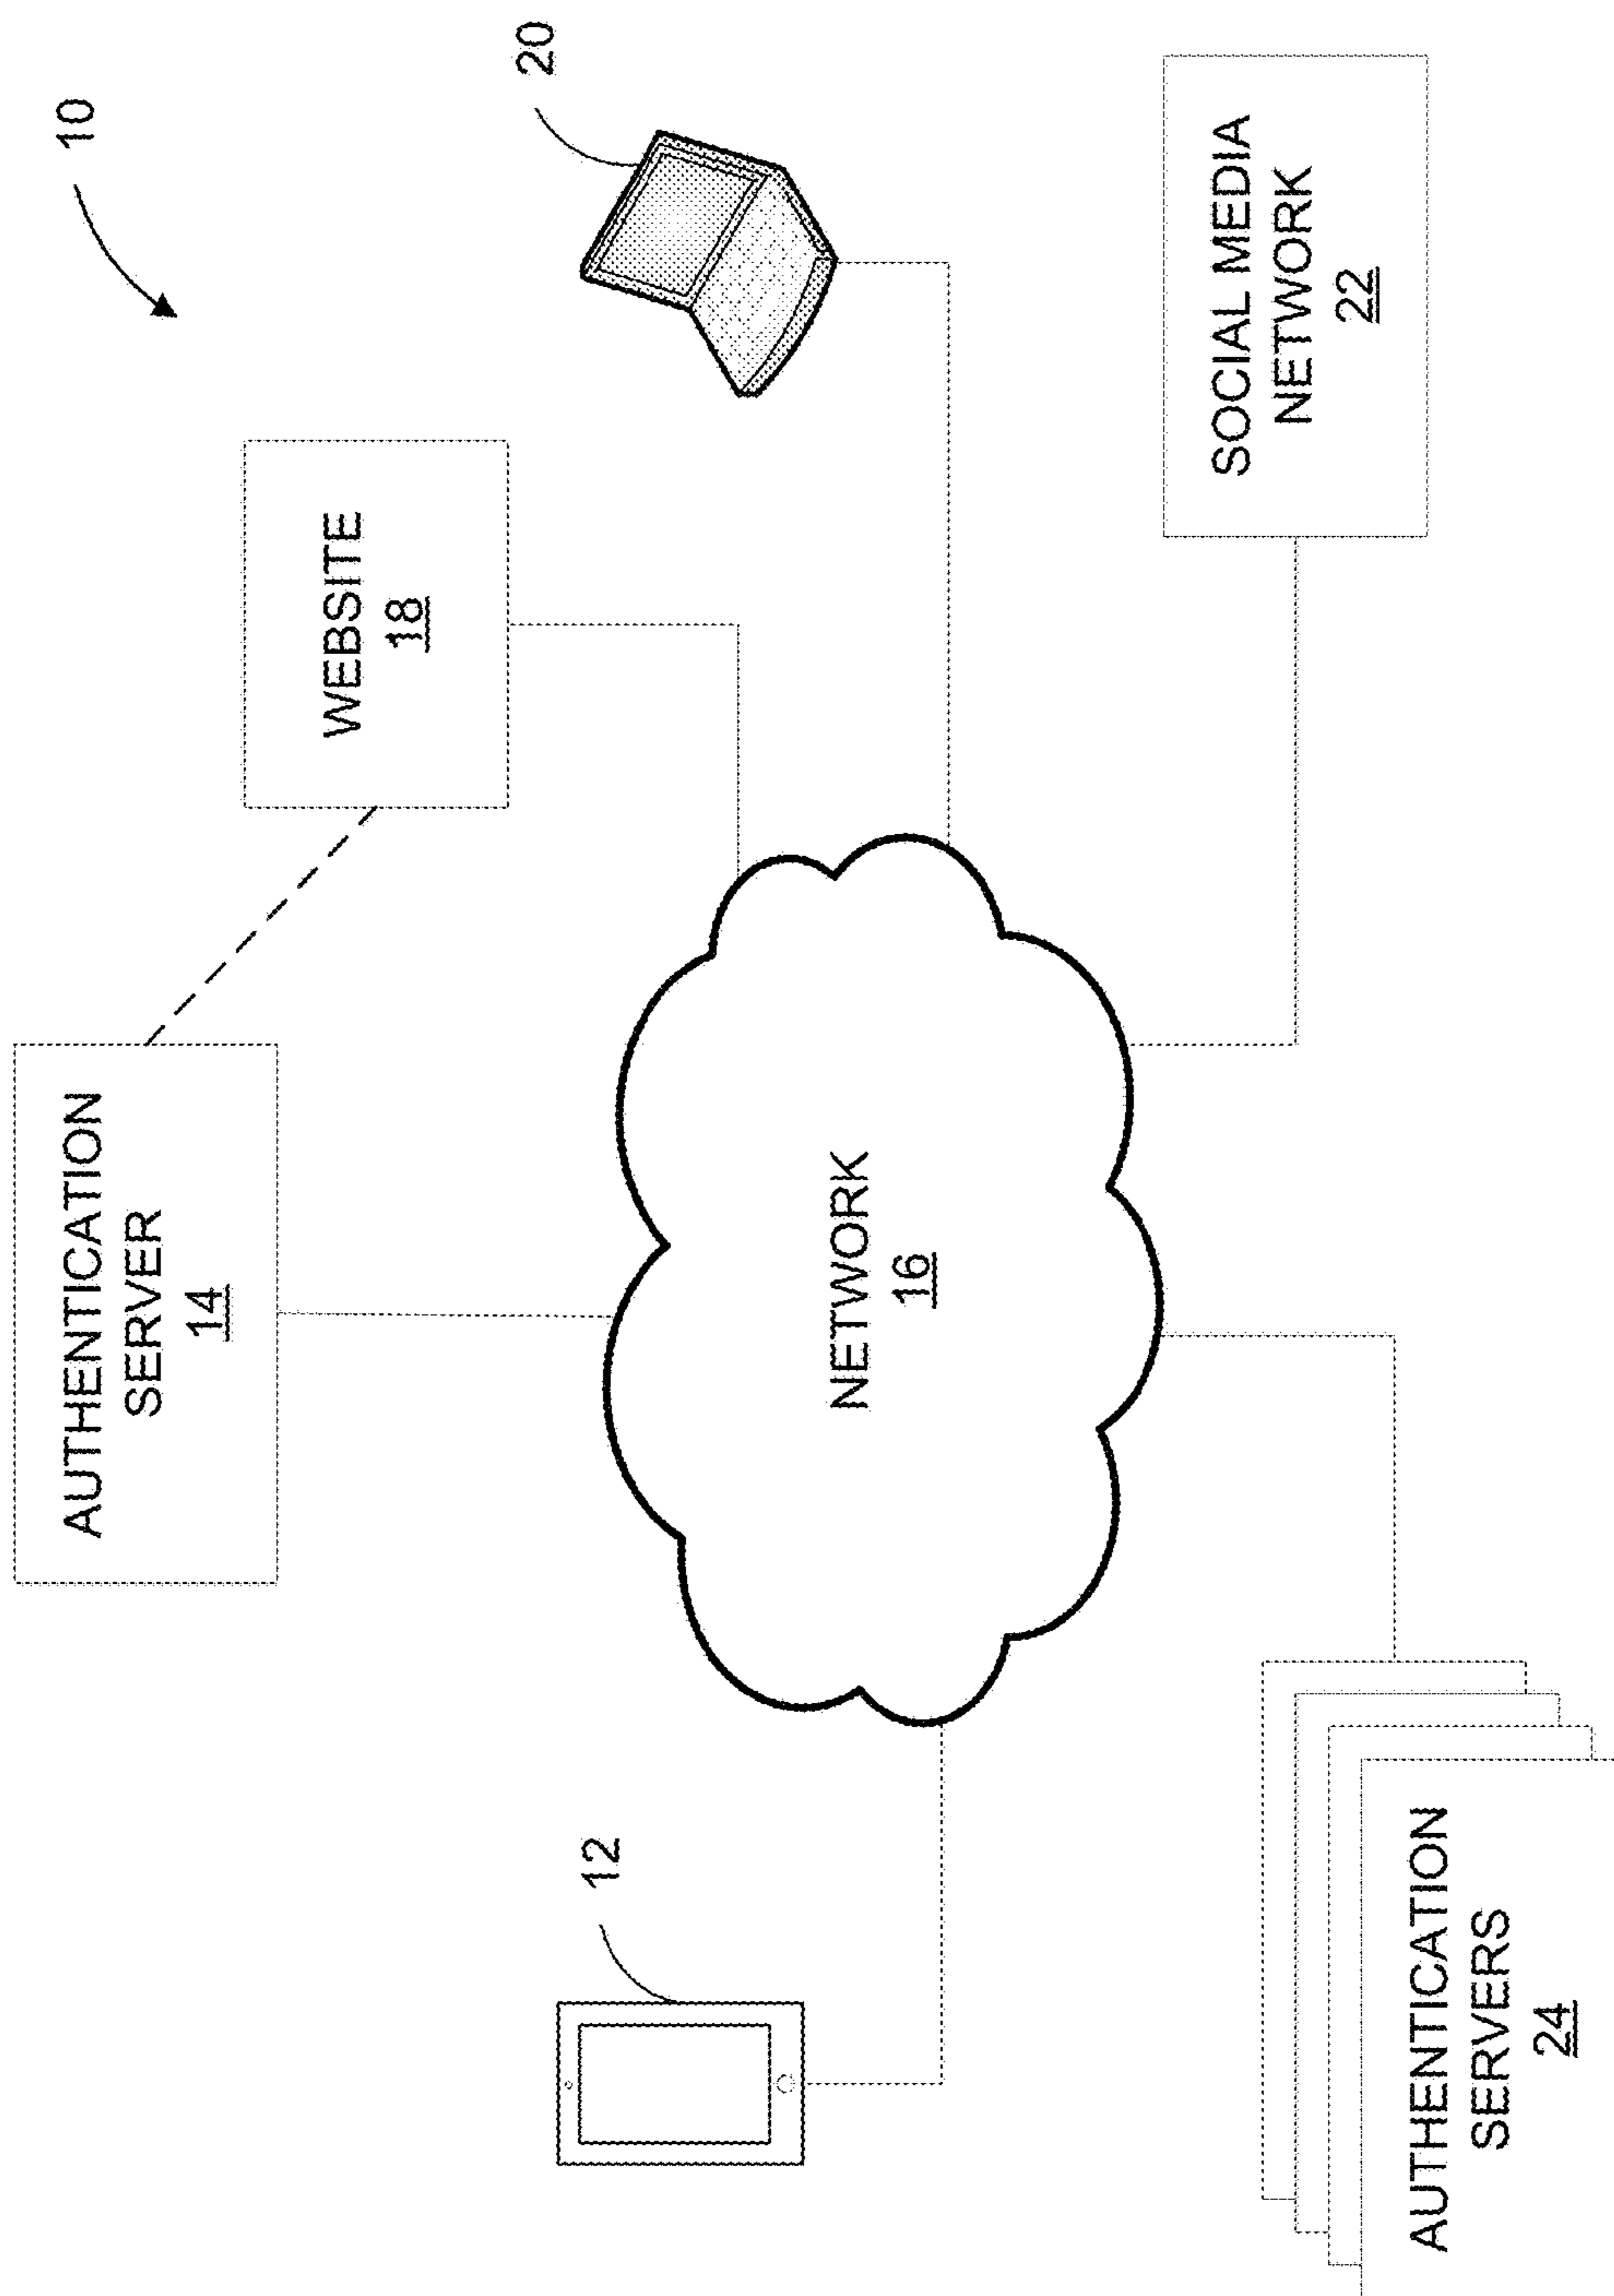 10
AUTHENTICATION
SERVER
14
WEBSITE
18
20
12
NETWORK
16
SOCIAL MEDIA
NETWORK
22
AUTHENTICATION
SERVERS
24